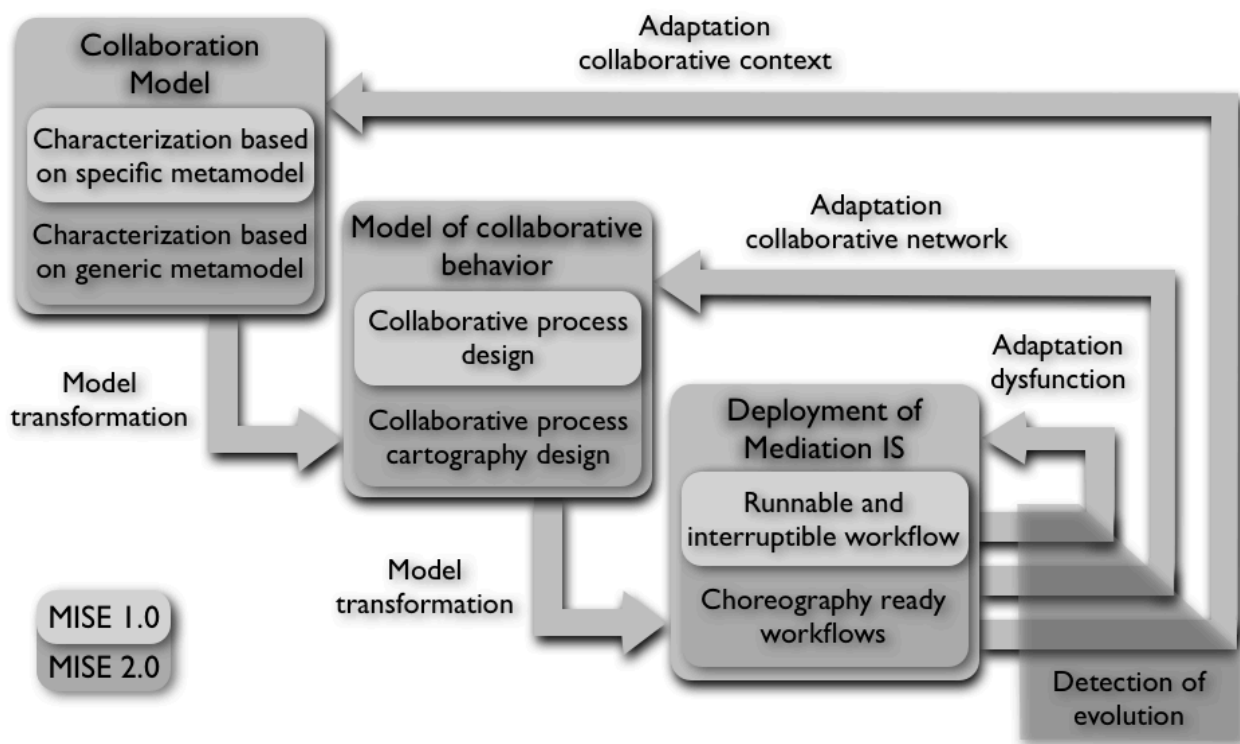 Collaboration
Model
Characterization based
on specific metamodel
Characterization based
on generic metamodel
Adaptation
collaborative context
Model
transformation
Model of collaborative
behavior
Collaborative process
design
Collaborative process
cartography design
Adaptation
collaborative network
Model
transformation
Deployment of
Mediation IS
Runnable and
interruptible workflow
Choreography ready
workflows
Adaptation
dysfunction
Detection of
evolution
MISE 1.0
MISE 2.0